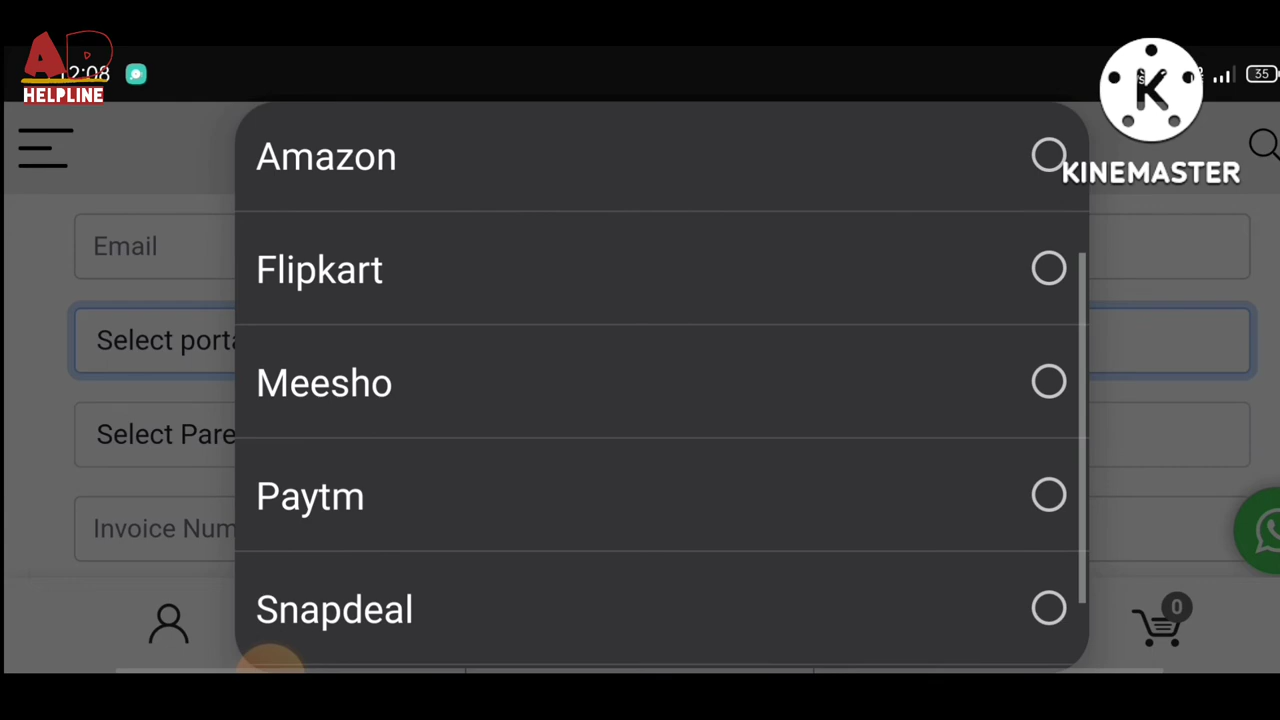 12:08
35
HELPLINE
K
KINEMASTER
Amazon
Email
Flipkart
Select porta
Meesho
Select Pare
Paytm
Invoice Num
Snapdeal
0